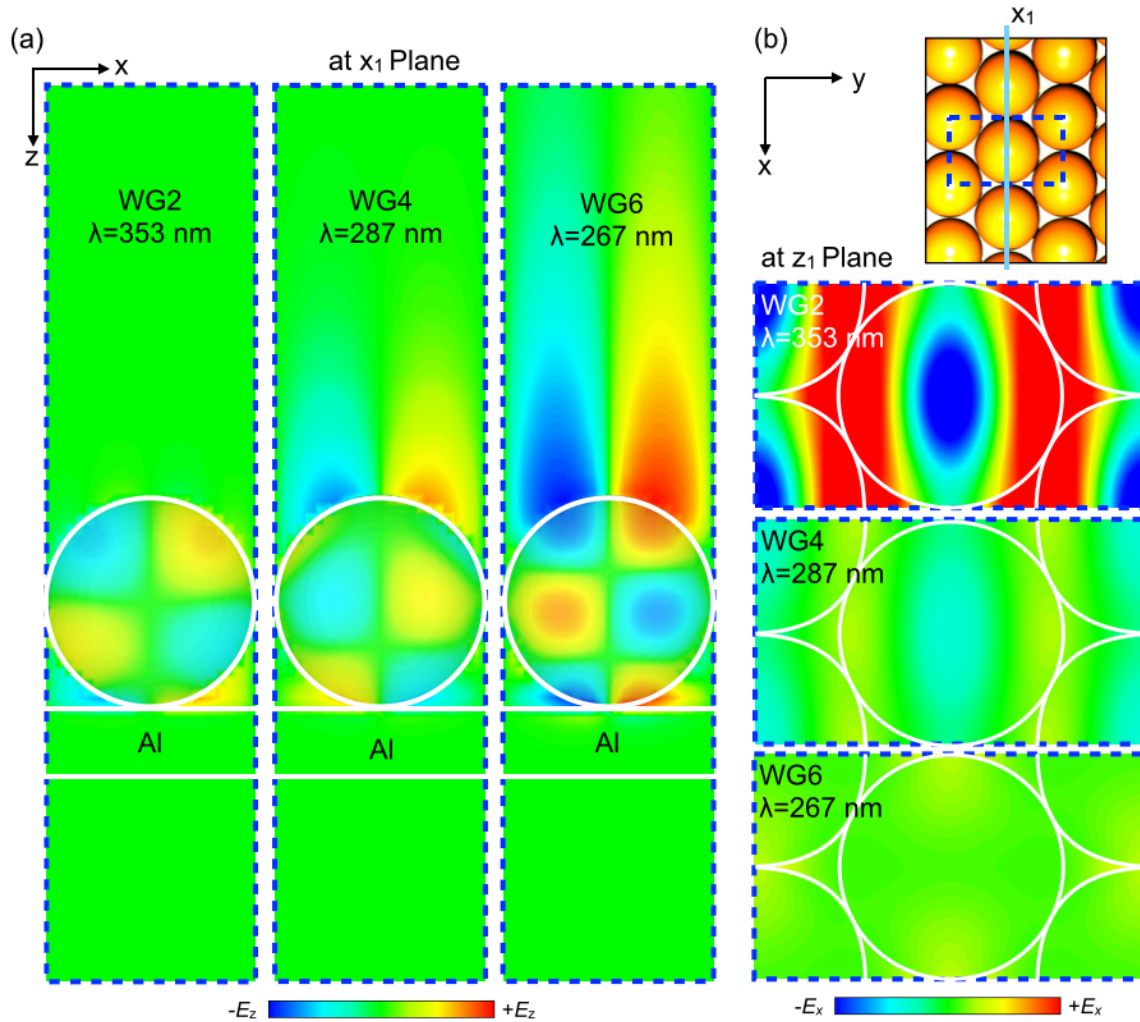 (a)
x
z
at x₁ Plane
WG2
λ=353 nm
WG4
λ=287 nm
WG6
λ=267 nm
Al
Al
Al
-Ez
+Ez
(b)
x₁
y
x
at z₁ Plane
WG2
λ=353 nm
WG4
λ=287 nm
WG6
λ=267 nm
-Eₓ
+Eₓ